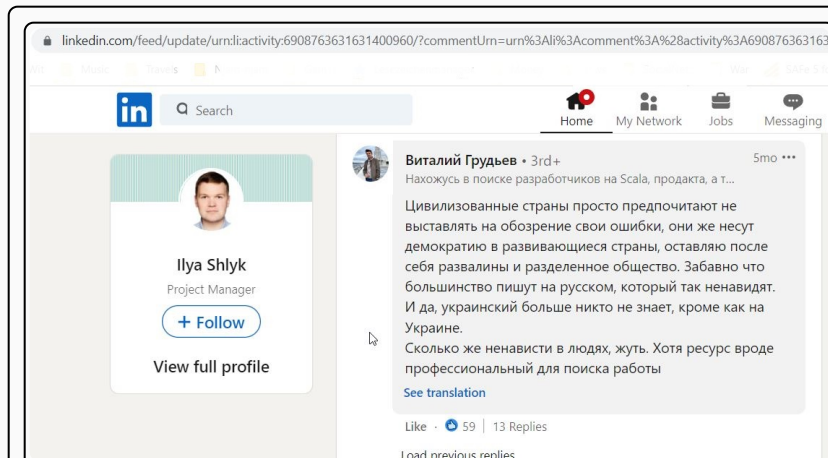 linkedin.com/feed/update/urn:li:activity:6908763631631400960/?commentUrn=urn%3Ali%3Acomment%3A%28activity%3A690876363163
in
Search
Home
My Network
Jobs
Messaging
Виталий Грудьев • 3rd+
5mo •••
Нахожусь в поиске разработчиков на Scala, продакта, а т...
Цивилизованные страны просто предпочитают не
выставлять на обозрение свои ошибки, они же несут
демократию в развивающиеся страны, оставляю после
себя развалины и разделенное общество. Забавно что
большинство пишут на русском, который так ненавидят.
И да, украинский больше никто не знает, кроме как на
Украине.
Сколько же ненависти в людях, жуть. Хотя ресурс вроде
профессиональный для поиска работы
See translation
Like · 59 | 13 Replies
Load previous replies
Ilya Shlyk
Project Manager
+ Follow
View full profile